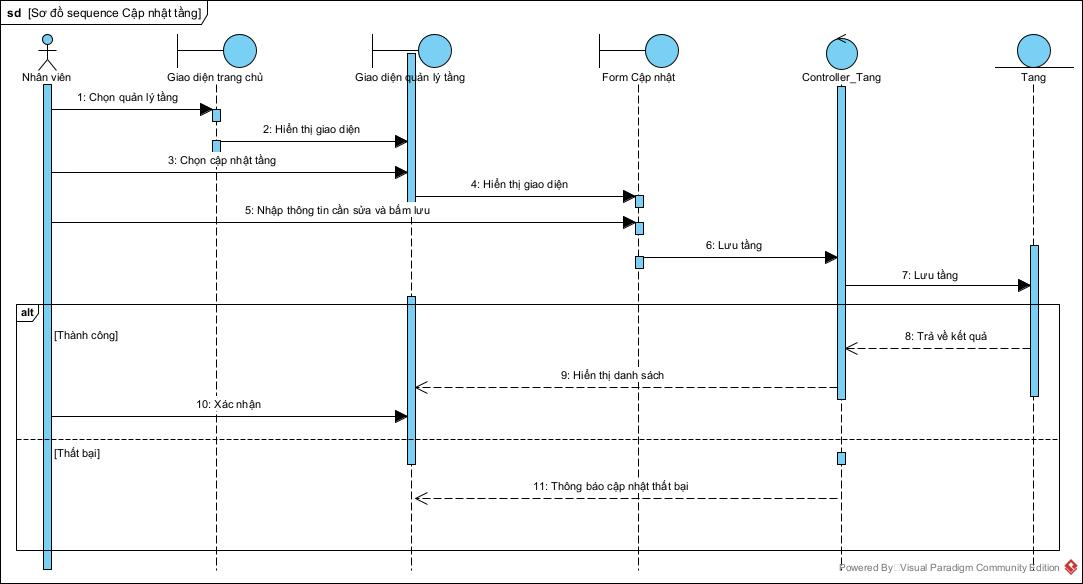 sd [Sơ đồ sequence Cập nhật tầng]
Nhân viên
Giao diện trang chủ
Giao diện quản lý tầng
Form Cập nhật
Controller_Tang
Tang
1: Chọn quản lý tầng
2: Hiển thị giao diện
3: Chọn cập nhật tầng
4: Hiển thị giao diện
5: Nhập thông tin cần sửa và bấm lưu
6: Lưu tầng
7: Lưu tầng
alt
[Thành công]
8: Trả về kết quả
9: Hiển thị danh sách
10: Xác nhận
[Thất bại]
11: Thông báo cập nhật thất bại
Powered By Visual Paradigm Community Edition